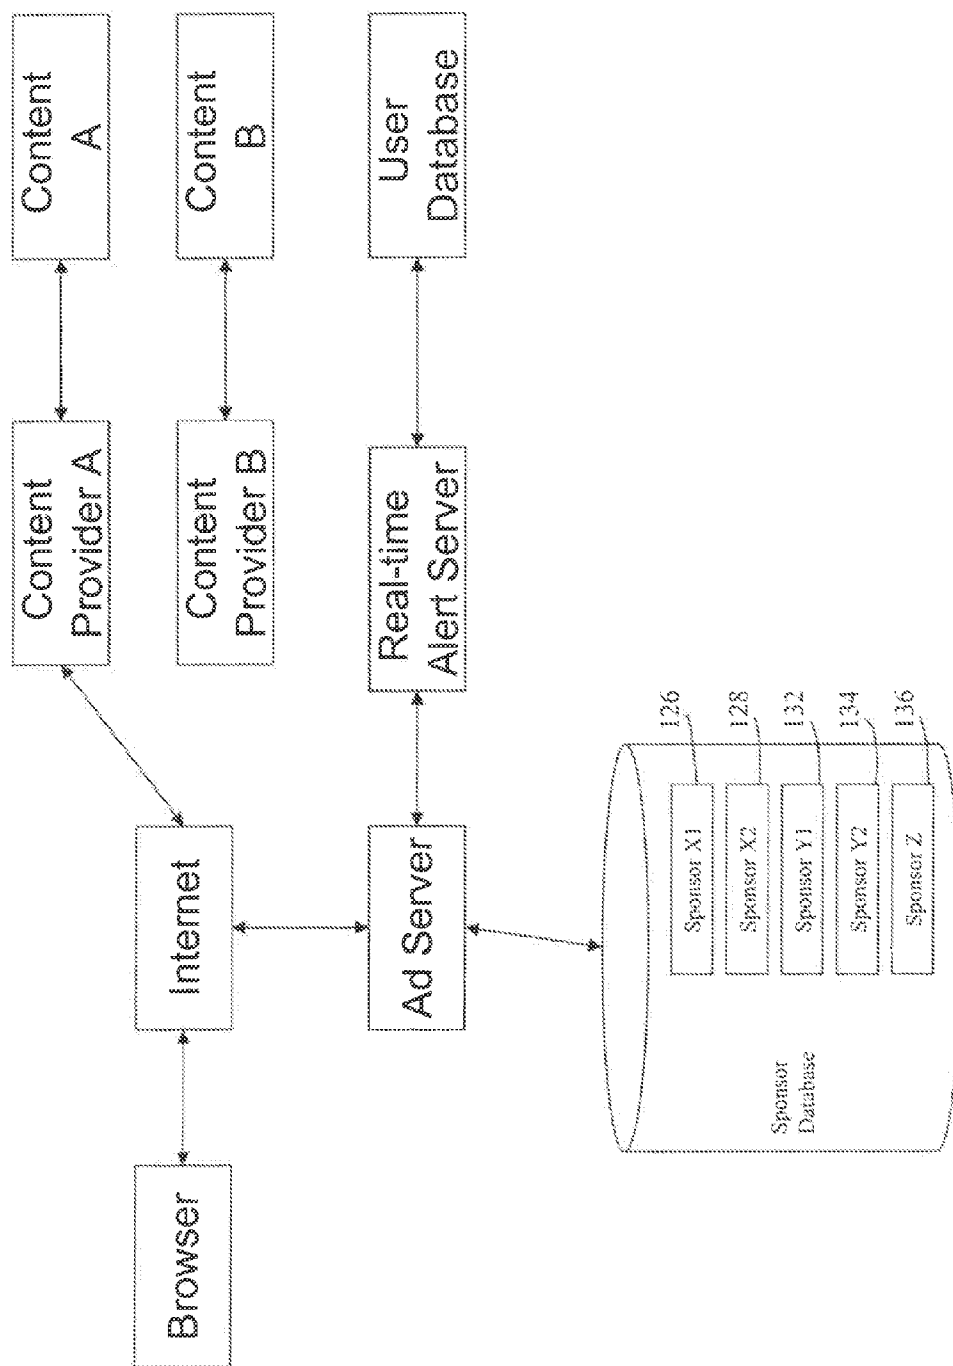 Browser
Internet
Content
Provider A
Content
A
Content
Provider B
Content
B
Ad Server
Real-time
Alert Server
User
Database
Sponsor
Database
Sponsor X1
126
Sponsor X2
128
Sponsor Y1
132
Sponsor Y2
134
Sponsor Z
136